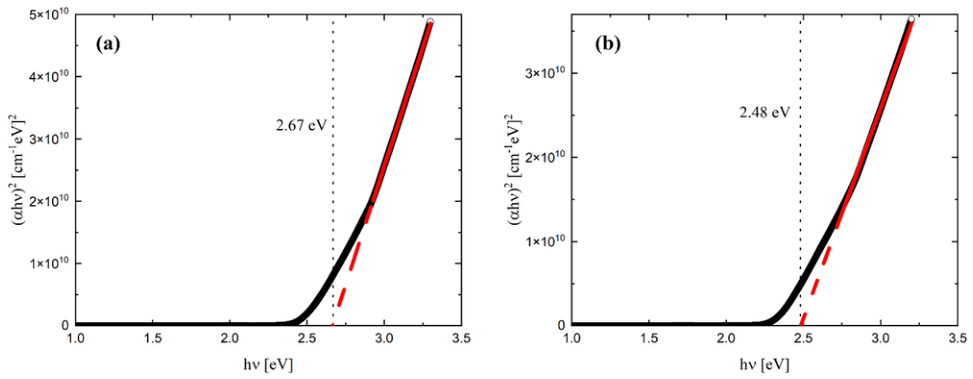 (a)
(αhν)² [cm⁻¹eV]²
5×10¹⁰
4×10¹⁰
3×10¹⁰
2×10¹⁰
1×10¹⁰
0
2.67 eV
1.0 1.5 2.0 2.5 3.0 3.5
hν [eV]
(b)
(αhν)² [cm⁻¹eV]²
3×10¹⁰
2×10¹⁰
1×10¹⁰
0
2.48 eV
1.0 1.5 2.0 2.5 3.0 3.5
hν [eV]